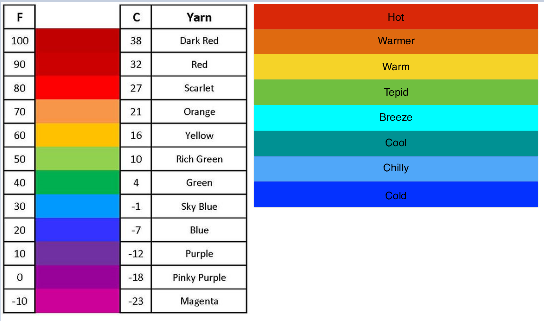 F C Yarn
100 38 Dark Red
90 32 Red
80 27 Scarlet
70 21 Orange
60 16 Yellow
50 10 Rich Green
40 4 Green
30 -1 Sky Blue
20 -7 Blue
10 -12 Purple
0 -18 Pinky Purple
-10 -23 Magenta
Hot
Warmer
Warm
Tepid
Breeze
Cool
Chilly
Cold